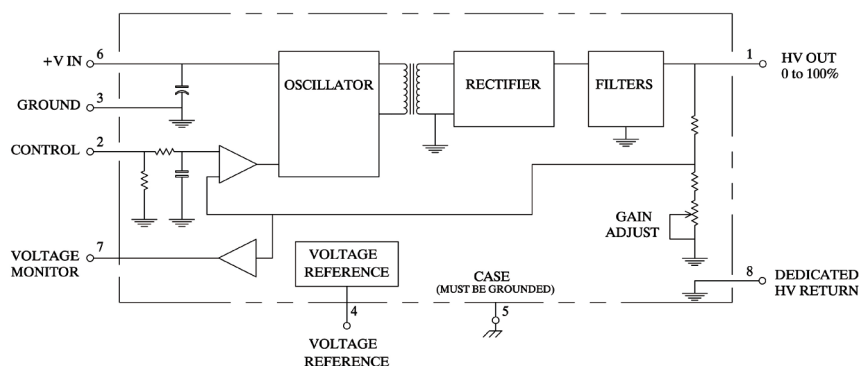 6
+V IN
1
HV OUT
0 to 100%
OSCILLATOR
RECTIFIER
FILTERS
3
GROUND
2
CONTROL
GAIN
ADJUST
7
VOLTAGE
MONITOR
VOLTAGE
REFERENCE
CASE
(MUST BE GROUNDED)
8
DEDICATED
HV RETURN
4
5
VOLTAGE
REFERENCE